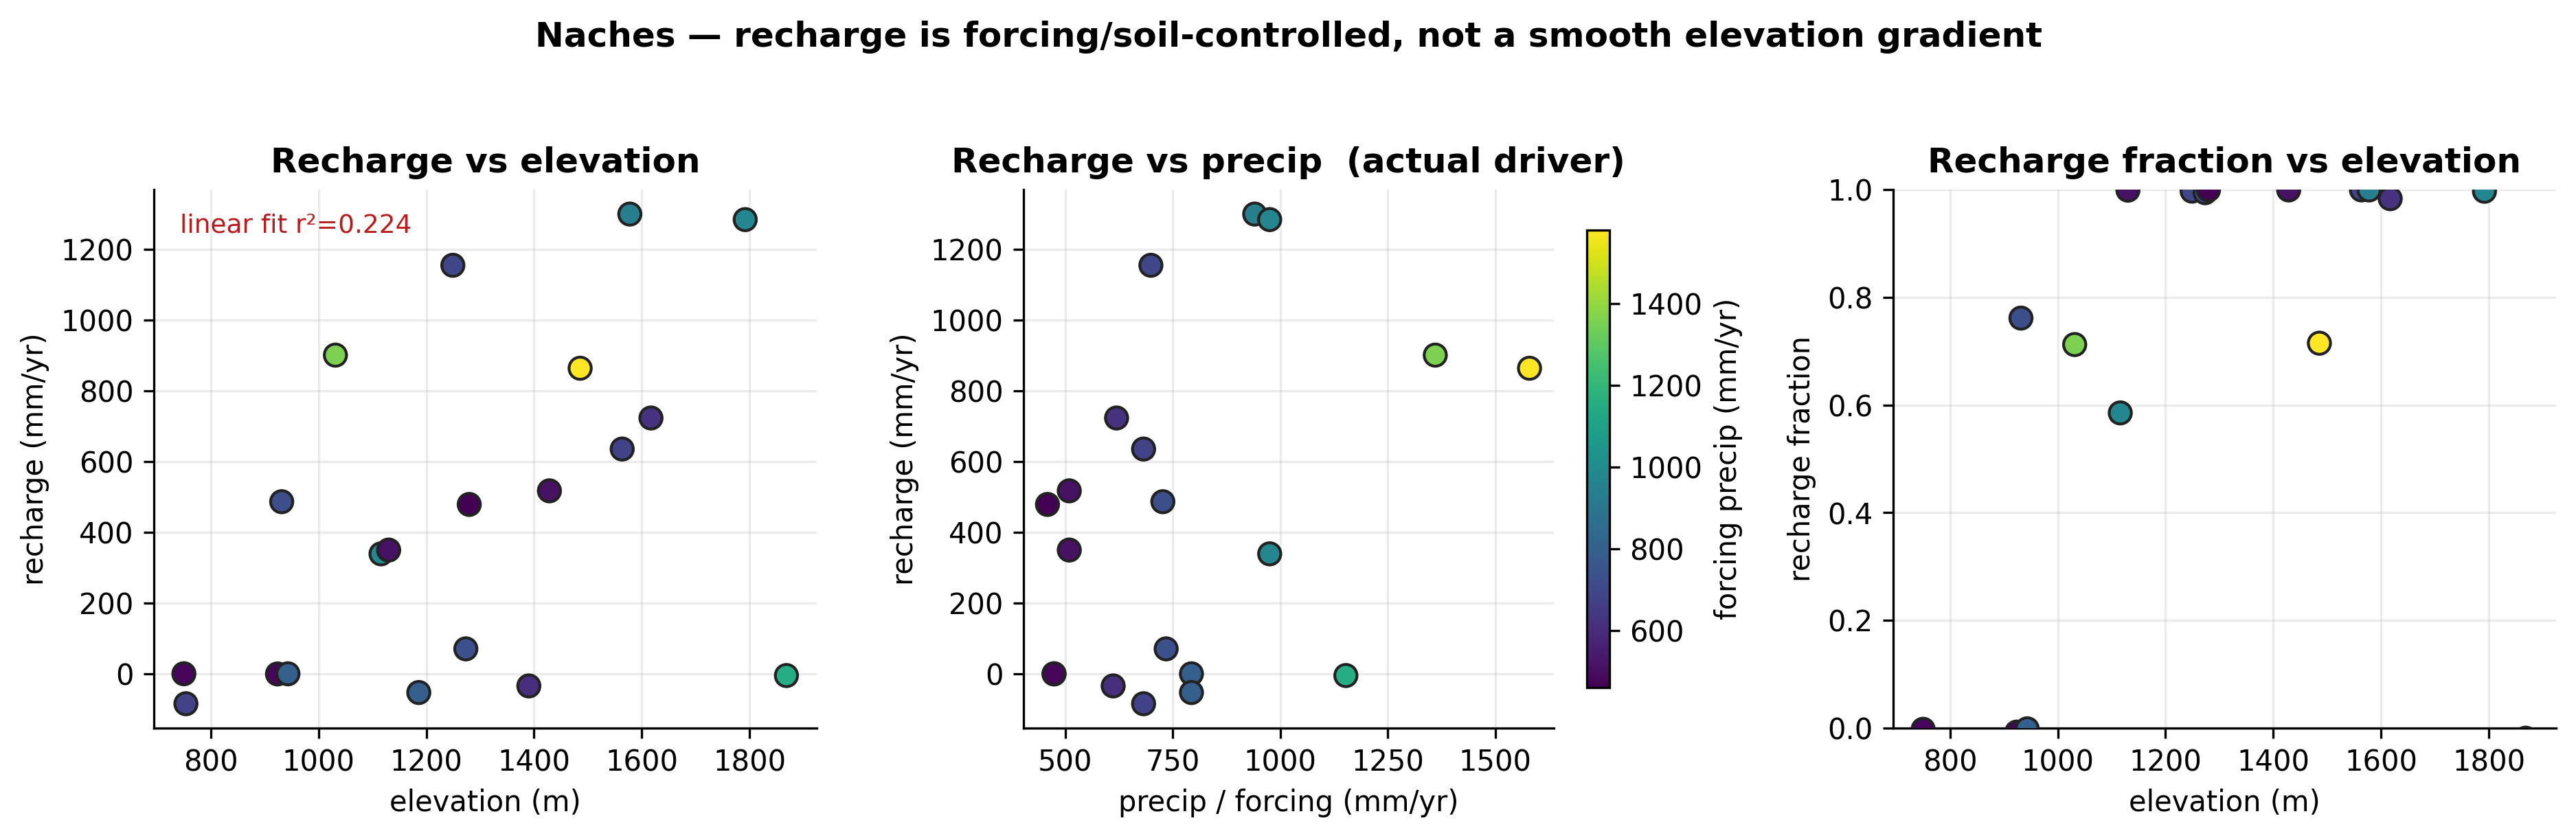 Naches — recharge is forcing/soil-controlled, not a smooth elevation gradient
Recharge vs elevation
linear fit r²=0.224
recharge (mm/yr)
1200
1000
800
600
400
200
0
800 1000 1200 1400 1600 1800
elevation (m)
Recharge vs precip (actual driver)
recharge (mm/yr)
1200
1000
800
600
400
200
0
500 750 1000 1250 1500
precip / forcing (mm/yr)
1400
1200
1000
800
600
forcing precip (mm/yr)
Recharge fraction vs elevation
recharge fraction
1.0
0.8
0.6
0.4
0.2
0.0
800 1000 1200 1400 1600 1800
elevation (m)